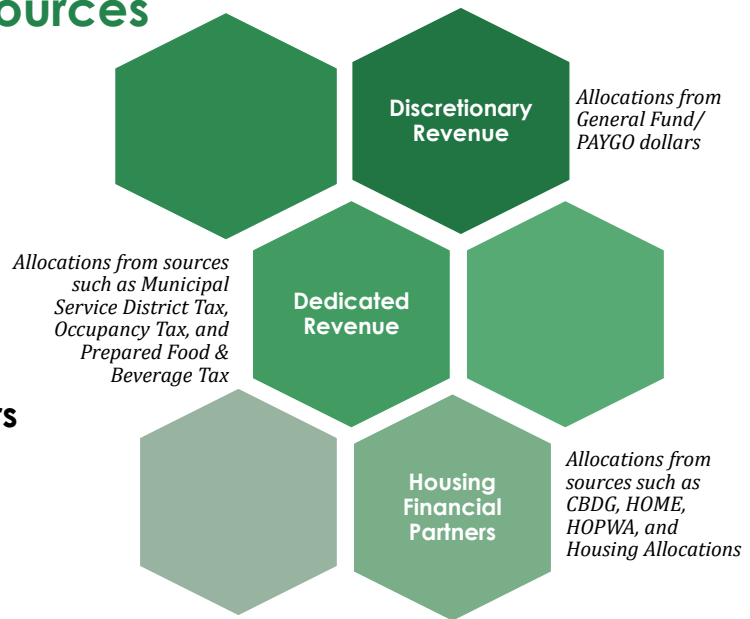 ources
Discretionary
Revenue
Allocations from
General Fund/
PAYGO dollars
Allocations from sources
such as Municipal
Service District Tax,
Occupancy Tax, and
Prepared Food &
Beverage Tax
Dedicated
Revenue
rs
Housing
Financial
Partners
Allocations from
sources such as
CBDG, HOME,
HOPWA, and
Housing Allocations